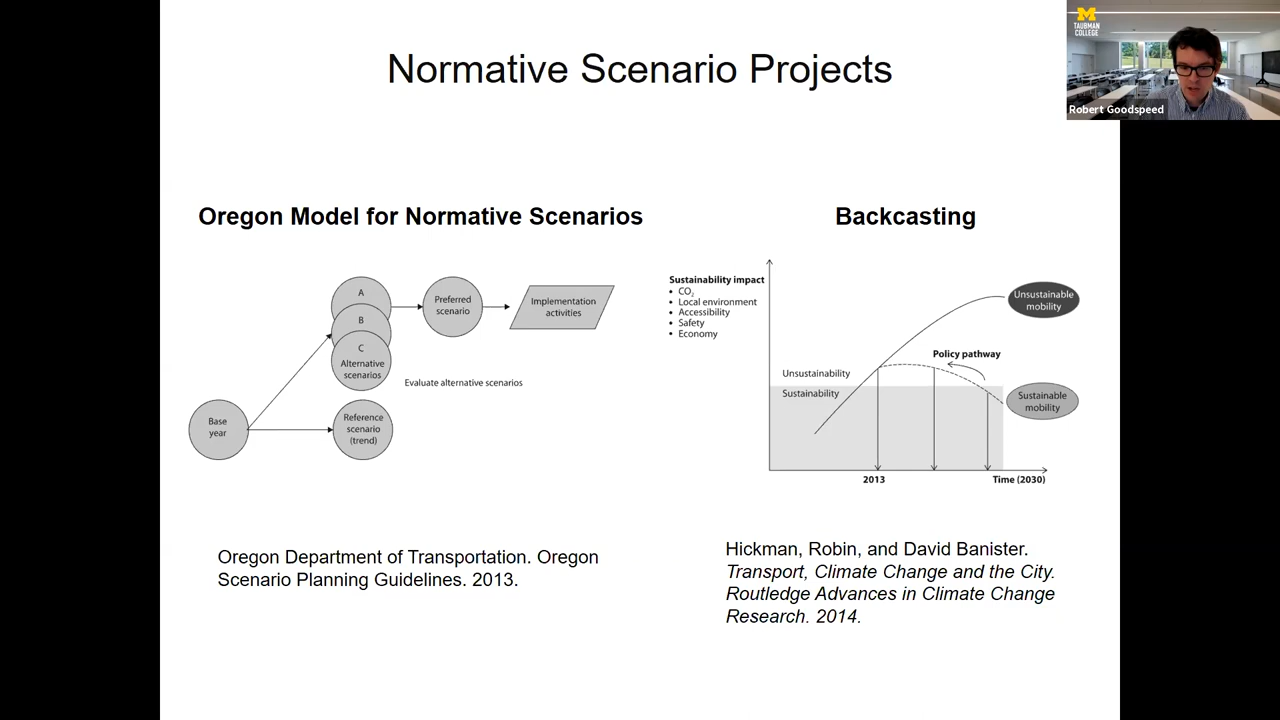 Normative Scenario Projects
M
TAUBMAN
COLLEGE
Robert Goodspeed
Oregon Model for Normative Scenarios
A
B
C
Alternative
scenarios
Preferred
scenario
Implementation
activities
Evaluate alternative scenarios
Base
year
Reference
scenario
(trend)
Oregon Department of Transportation. Oregon
Scenario Planning Guidelines. 2013.
Backcasting
Sustainability impact
• CO₂
• Local environment
• Accessibility
• Safety
• Economy
Unsustainable
mobility
Policy pathway
Unsustainability
Sustainability
Sustainable
mobility
2013
Time (2030)
Hickman, Robin, and David Banister.
Transport, Climate Change and the City.
Routledge Advances in Climate Change
Research. 2014.